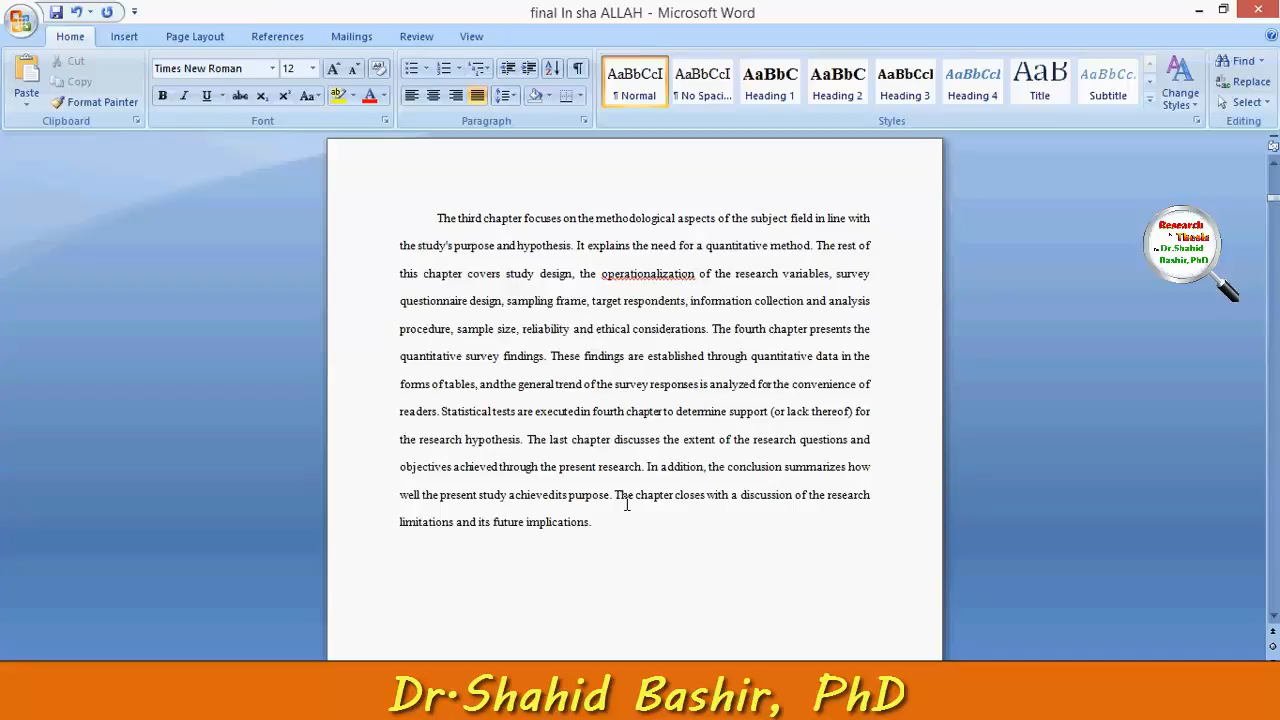 final In sha ALLAH - Microsoft Word
Home Insert Page Layout References Mailings Review View
Paste
Cut
Copy
Format Painter
Clipboard
Times New Roman 12
Font
Paragraph
AaBbCcI AaBbCcI AaBbC AaBbC AaBbCcl AaBbCcl AaB AaBbCc.
¶ Normal ¶ No Spaci... Heading 1 Heading 2 Heading 3 Heading 4 Title Subtitle
Change Styles
Styles
Find
Replace
Select
Editing
The third chapter focuses on the methodological aspects of the subject field in line with
the study's purpose and hypothesis. It explains the need for a quantitative method. The rest of
this chapter covers study design, the operationalization of the research variables, survey
questionnaire design, sampling frame, target respondents, information collection and analysis
procedure, sample size, reliability and ethical considerations. The fourth chapter presents the
quantitative survey findings. These findings are established through quantitative data in the
forms of tables, and the general trend of the survey responses is analyzed for the convenience of
readers. Statistical tests are executed in fourth chapter to determine support (or lack thereof) for
the research hypothesis. The last chapter discusses the extent of the research questions and
objectives achieved through the present research. In addition, the conclusion summarizes how
well the present study achieved its purpose. The chapter closes with a discussion of the research
limitations and its future implications.
Research
Thesis
Dr.Shahid
Bashir, PhD
Dr.Shahid Bashir, PhD